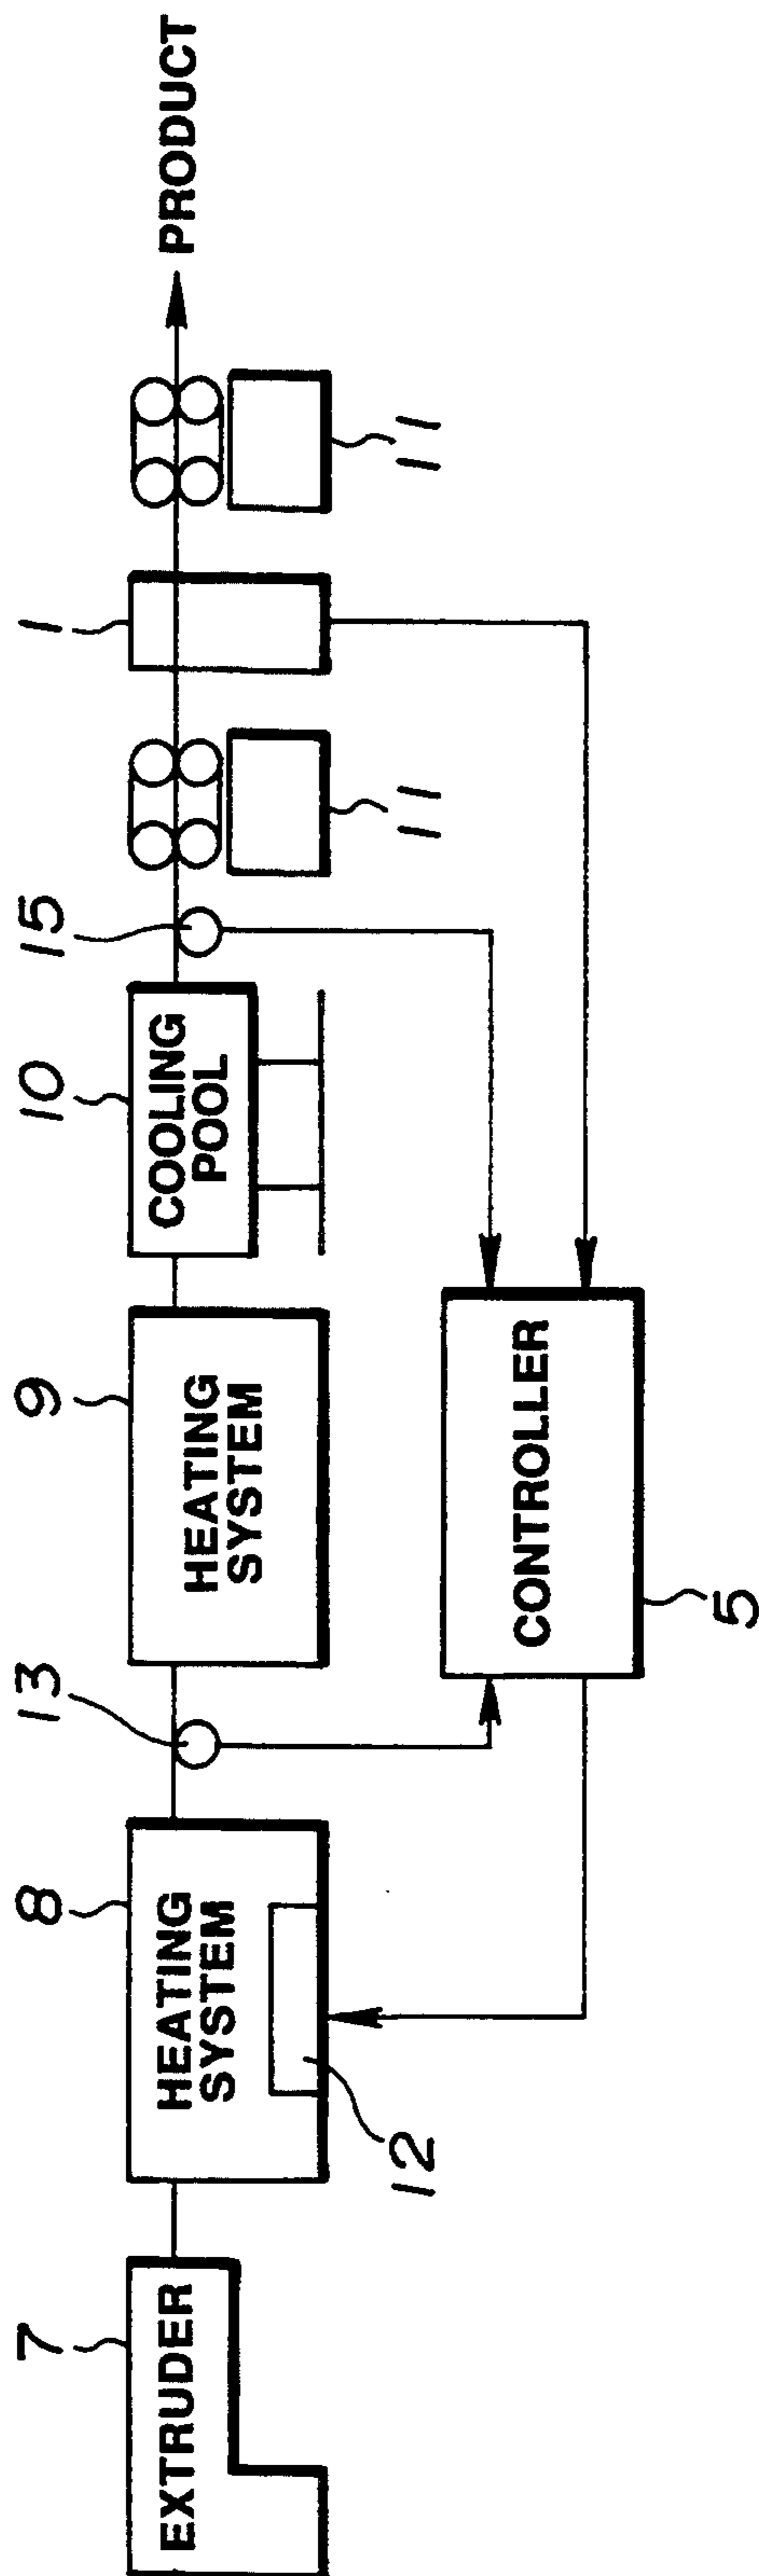 7
EXTRUDER
8
HEATING
SYSTEM
12
13
9
HEATING
SYSTEM
10
COOLING
POOL
15
11
1
11
PRODUCT
CONTROLLER
5